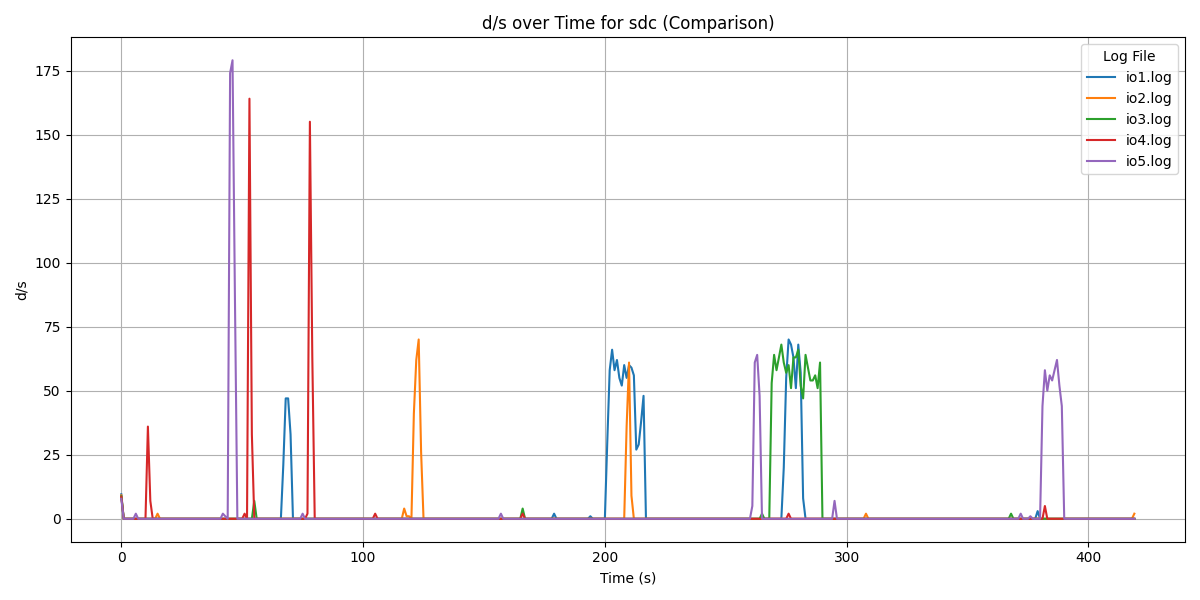 d/s over Time for sdc (Comparison)
Log File
io1.log
io2.log
io3.log
io4.log
io5.log
d/s
175
150
125
100
75
50
25
0
0 100 200 300 400
Time (s)